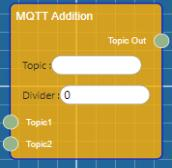 MQTT Addition
Topic Out
Topic :
Divider : 0
Topic1
Topic2